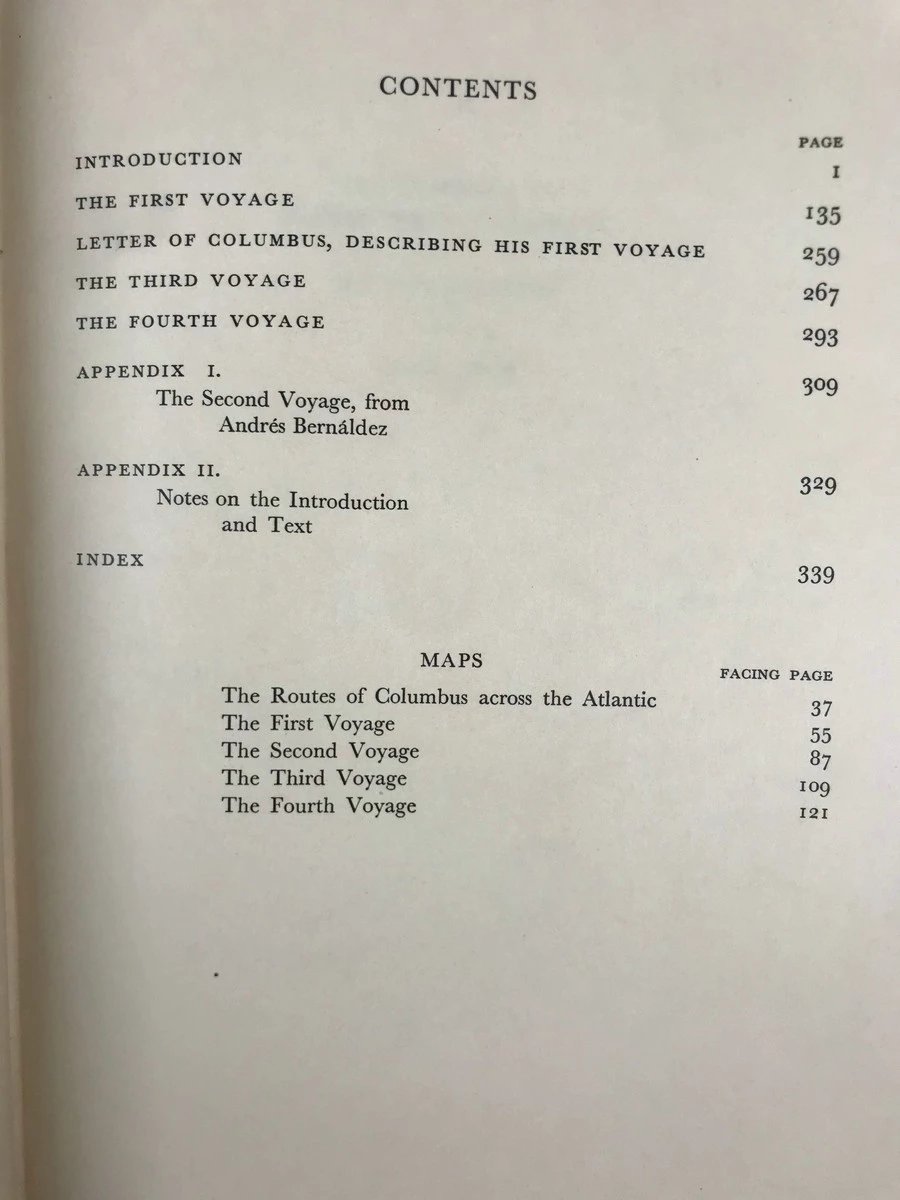 CONTENTS
PAGE
INTRODUCTION 1
THE FIRST VOYAGE 135
LETTER OF COLUMBUS, DESCRIBING HIS FIRST VOYAGE 259
THE THIRD VOYAGE 267
THE FOURTH VOYAGE 293
APPENDIX I. 309
The Second Voyage, from
Andrés Bernáldez
APPENDIX II. 329
Notes on the Introduction
and Text
INDEX 339
MAPS
FACING PAGE
The Routes of Columbus across the Atlantic 37
The First Voyage 55
The Second Voyage 87
The Third Voyage 109
The Fourth Voyage 121